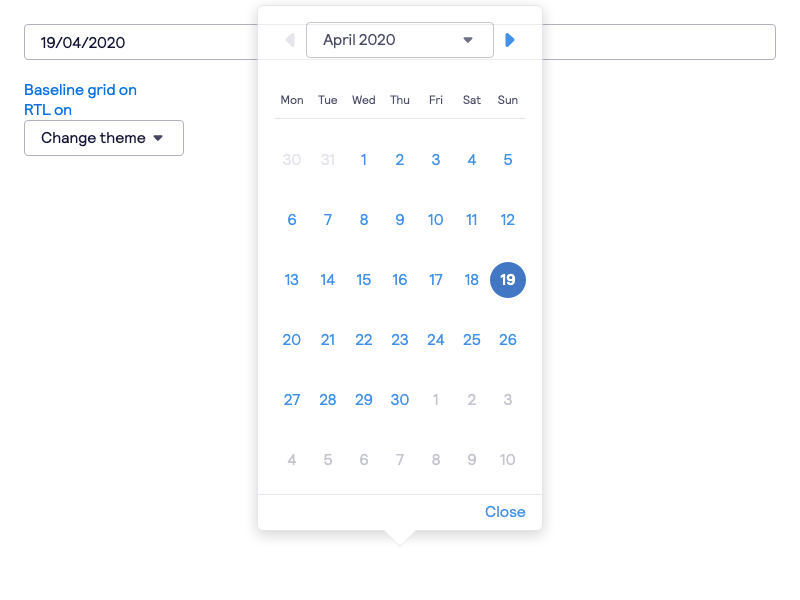 19/04/2020
April 2020
Baseline grid on
RTL on
Change theme
Mon Tue Wed Thu Fri Sat Sun
30 31 1 2 3 4 5
6 7 8 9 10 11 12
13 14 15 16 17 18 19
20 21 22 23 24 25 26
27 28 29 30 1 2 3
4 5 6 7 8 9 10
Close